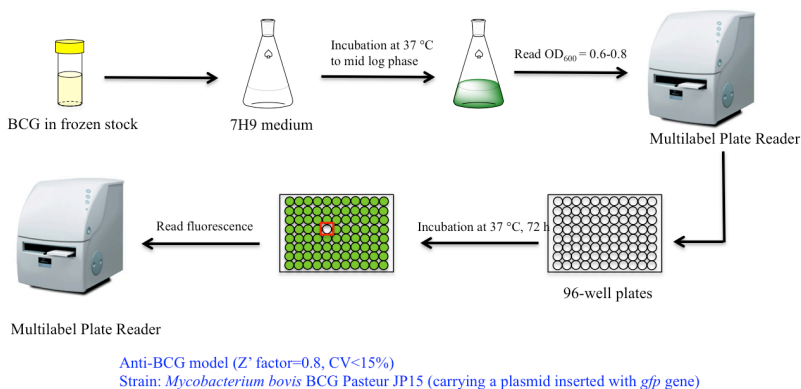 BCG in frozen stock
7H9 medium
Incubation at 37 °C
to mid log phase
Read OD600 = 0.6-0.8
Multilabel Plate Reader
Read fluorescence
Incubation at 37 °C, 72 h
96-well plates
Multilabel Plate Reader
Anti-BCG model (Z’ factor=0.8, CV<15%)
Strain: Mycobacterium bovis BCG Pasteur JP15 (carrying a plasmid inserted with gfp gene)